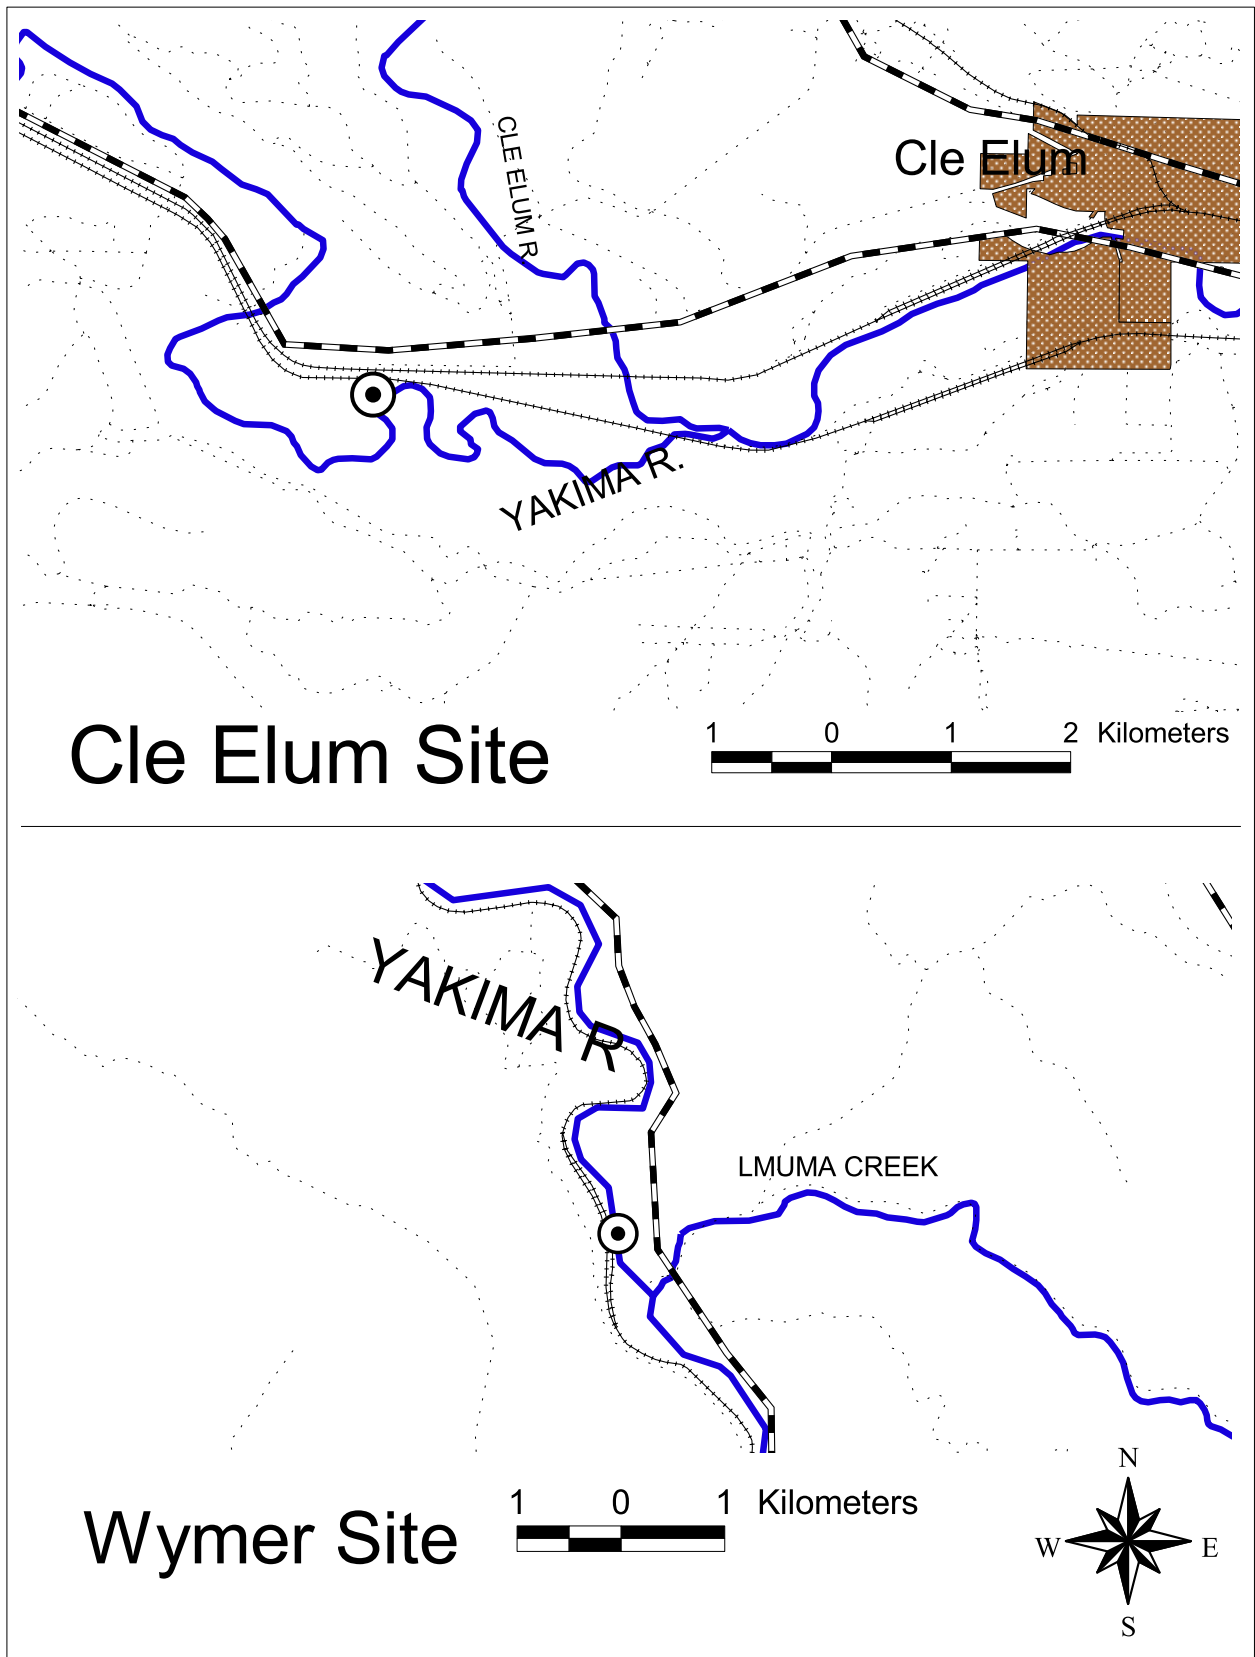 CLE ELUM R
Cle Elum
YAKIMA R.
Cle Elum Site
1 0 1 2 Kilometers
YAKIMA R
LMUMA CREEK
Wymer Site
1 0 1 Kilometers
N
W E
S